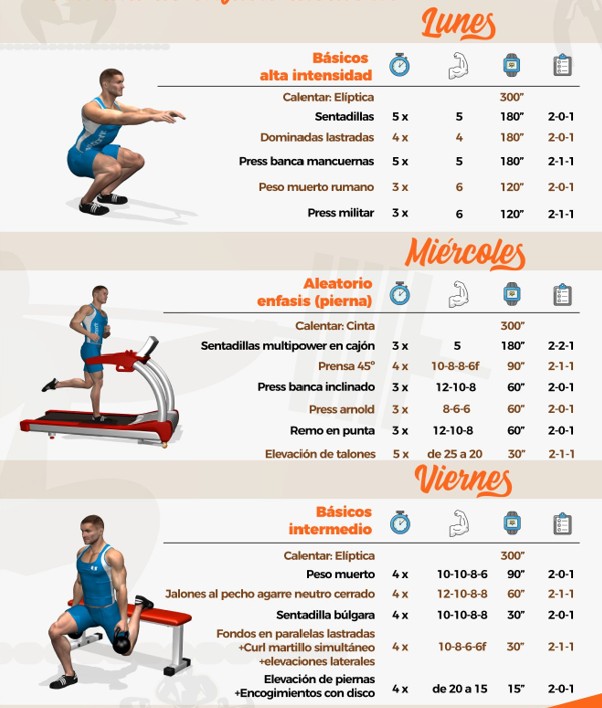 Lunes
Básicos
alta intensidad
Calentar: Elíptica 300”
Sentadillas 5 x 5 180” 2-0-1
Dominadas lastradas 4 x 4 180” 2-0-1
Press banca mancuernas 5 x 5 180” 2-1-1
Peso muerto rumano 3 x 6 120” 2-0-1
Press militar 3 x 6 120” 2-1-1
Miércoles
Aleatorio
enfasis (pierna)
Calentar: Cinta 300”
Sentadillas multipower en cajón 3 x 5 180” 2-2-1
Prensa 45º 4 x 10-8-8-6f 90” 2-1-1
Press banca inclinado 3 x 12-10-8 60” 2-0-1
Press arnold 3 x 8-6-6 60” 2-0-1
Remo en punta 3 x 12-10-8 60” 2-0-1
Elevación de talones 5 x de 25 a 20 30” 2-1-1
Viernes
Básicos
intermedio
Calentar: Elíptica 300”
Peso muerto 4 x 10-10-8-6 90” 2-0-1
Jalones al pecho agarre neutro cerrado 4 x 12-10-8-8 60” 2-1-1
Sentadilla búlgara 4 x 10-10-8-8 30” 2-0-1
Fondos en paralelas lastradas
+Curl martillo simultáneo 4 x 10-8-6-6f 30” 2-1-1
+elevaciones laterales
Elevación de piernas
+Encogimientos con disco 4 x de 20 a 15 15” 2-0-1